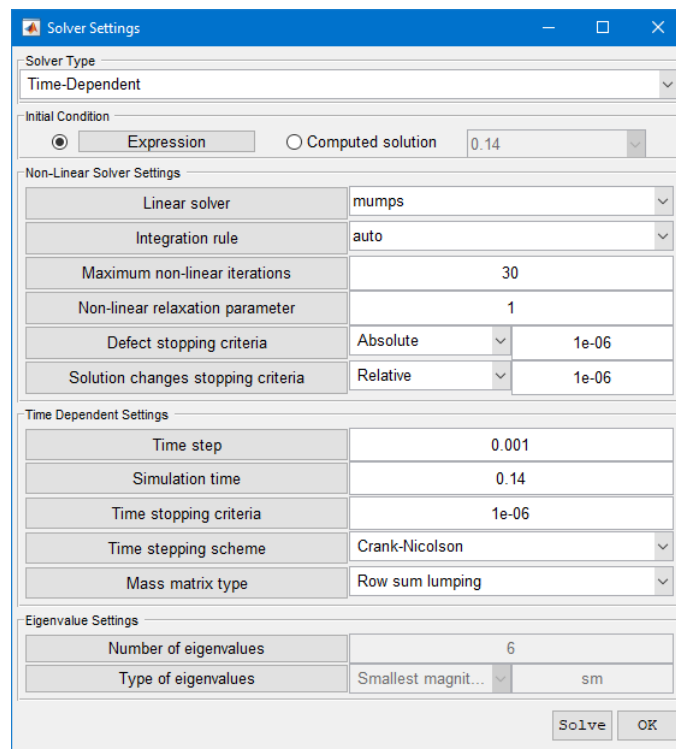 Solver Settings
Solver Type
Time-Dependent
Initial Condition
Expression Computed solution 0.14
Non-Linear Solver Settings
Linear solver mumps
Integration rule auto
Maximum non-linear iterations 30
Non-linear relaxation parameter 1
Defect stopping criteria Absolute 1e-06
Solution changes stopping criteria Relative 1e-06
Time Dependent Settings
Time step 0.001
Simulation time 0.14
Time stopping criteria 1e-06
Time stepping scheme Crank-Nicolson
Mass matrix type Row sum lumping
Eigenvalue Settings
Number of eigenvalues 6
Type of eigenvalues Smallest magnit... sm
Solve OK